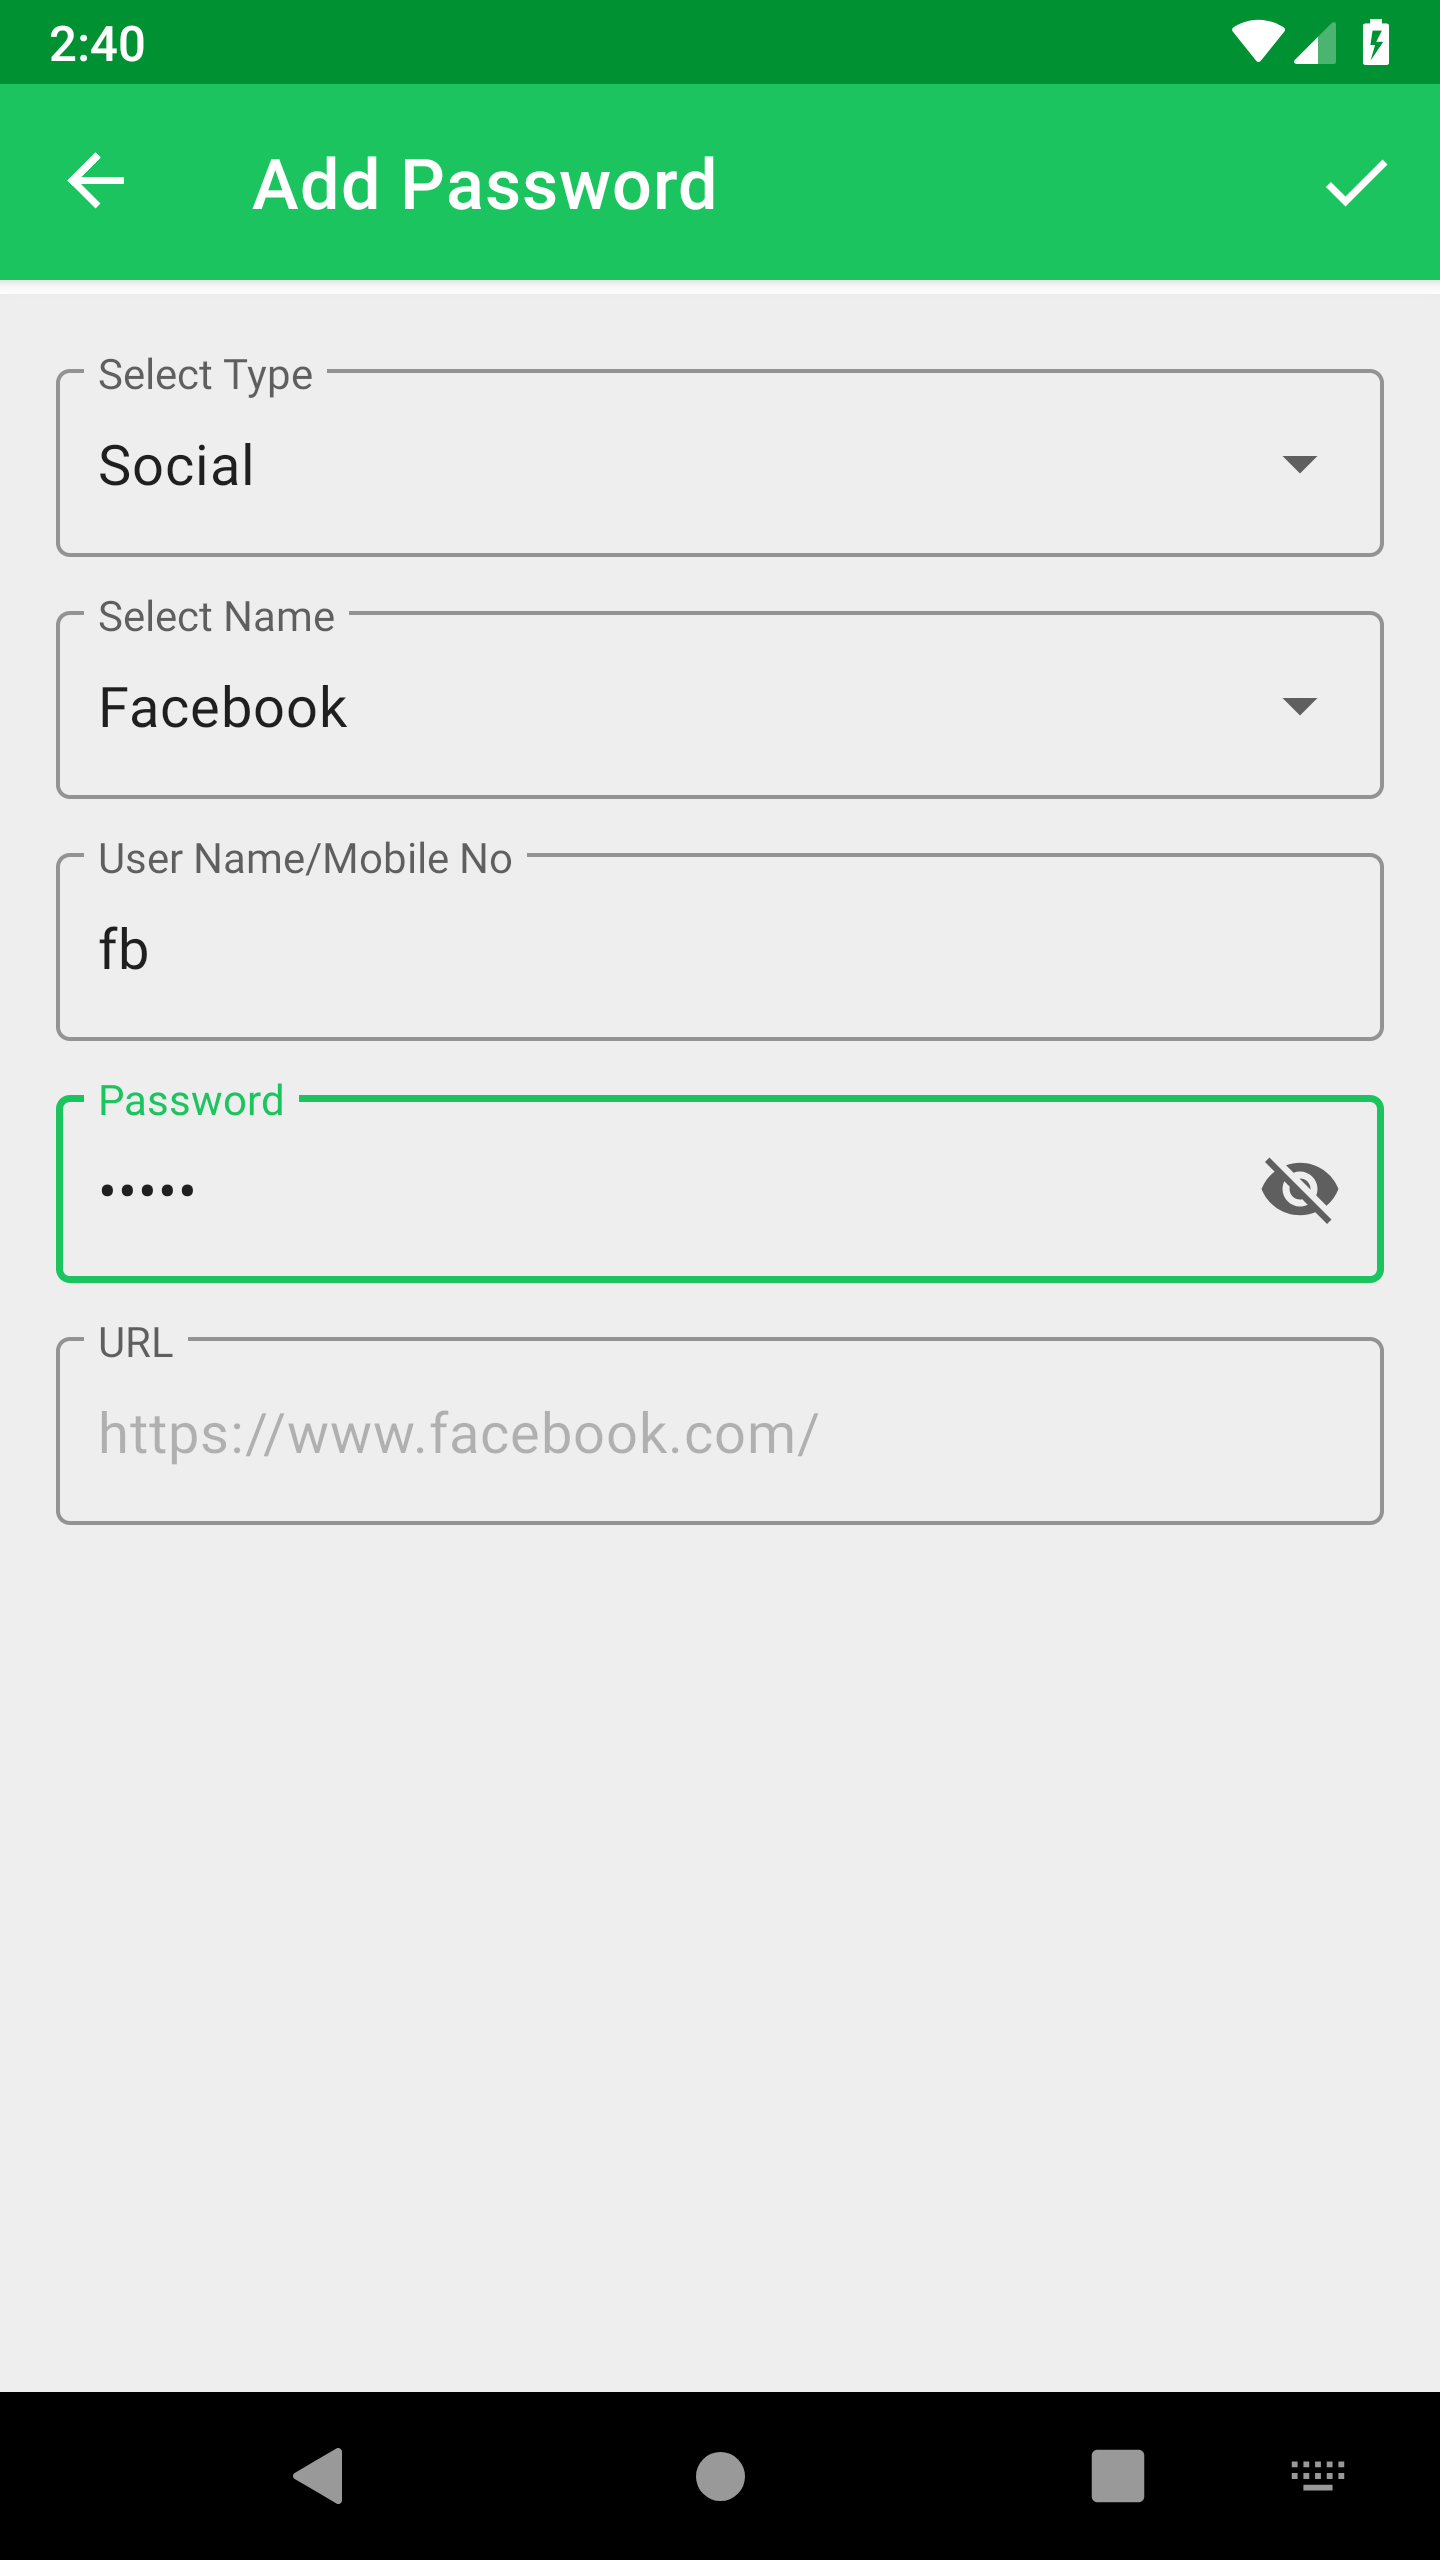 2:40
Add Password
Select Type
Social
Select Name
Facebook
User Name/Mobile No
fb
Password
•••••
URL
https://www.facebook.com/